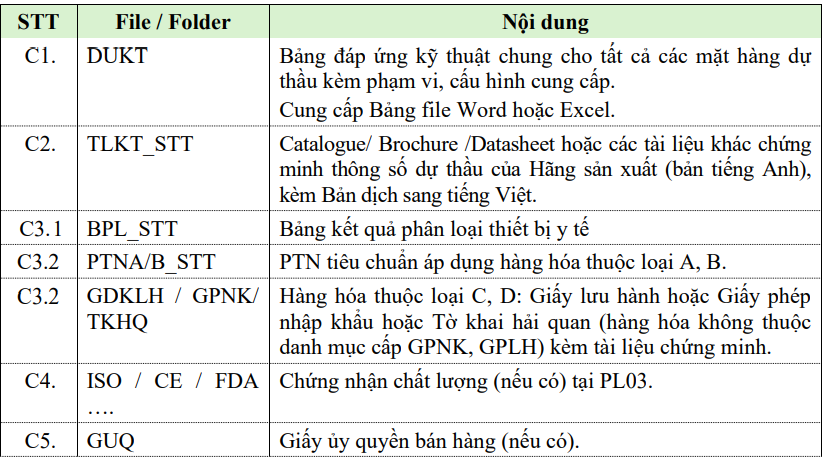 STT File / Folder Nội dung
C1. DUKT Bảng đáp ứng kỹ thuật chung cho tất cả các mặt hàng dự
thầu kèm phạm vi, cấu hình cung cấp.
Cung cấp Bảng file Word hoặc Excel.
C2. TLKT_STT Catalogue/ Brochure /Datasheet hoặc các tài liệu khác chứng
minh thông số dự thầu của Hãng sản xuất (bản tiếng Anh),
kèm Bản dịch sang tiếng Việt.
C3.1 BPL_STT Bảng kết quả phân loại thiết bị y tế
C3.2 PTNA/B_STT PTN tiêu chuẩn áp dụng hàng hóa thuộc loại A, B.
C3.2 GDKLH / GPNK/ Hàng hóa thuộc loại C, D: Giấy lưu hành hoặc Giấy phép
TKHQ nhập khẩu hoặc Tờ khai hải quan (hàng hóa không thuộc
danh mục cấp GPNK, GPLH) kèm tài liệu chứng minh.
C4. ISO / CE / FDA Chứng nhận chất lượng (nếu có) tại PL03.
….
C5. GUQ Giấy ủy quyền bán hàng (nếu có).